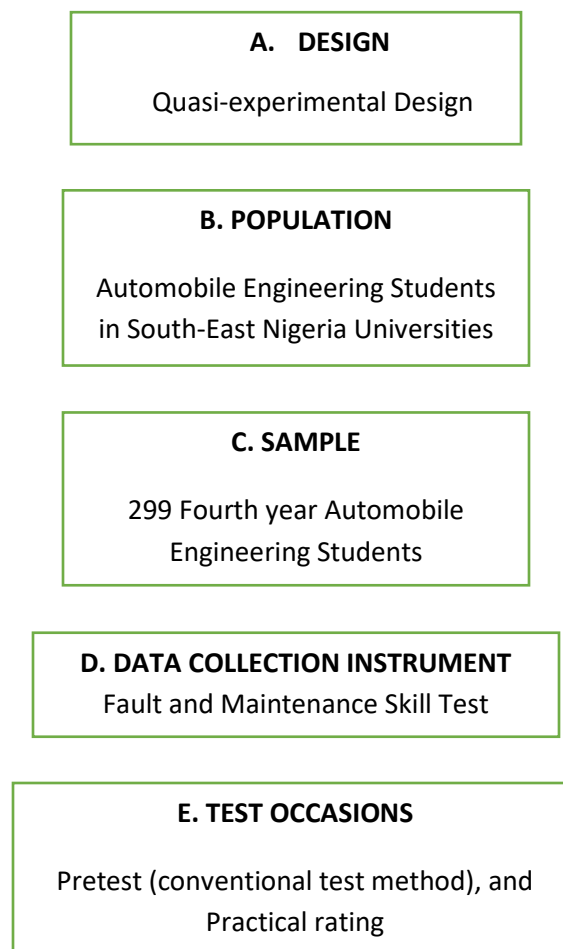 A. DESIGN
Quasi-experimental Design
B. POPULATION
Automobile Engineering Students
in South-East Nigeria Universities
C. SAMPLE
299 Fourth year Automobile
Engineering Students
D. DATA COLLECTION INSTRUMENT
Fault and Maintenance Skill Test
E. TEST OCCASIONS
Pretest (conventional test method), and
Practical rating